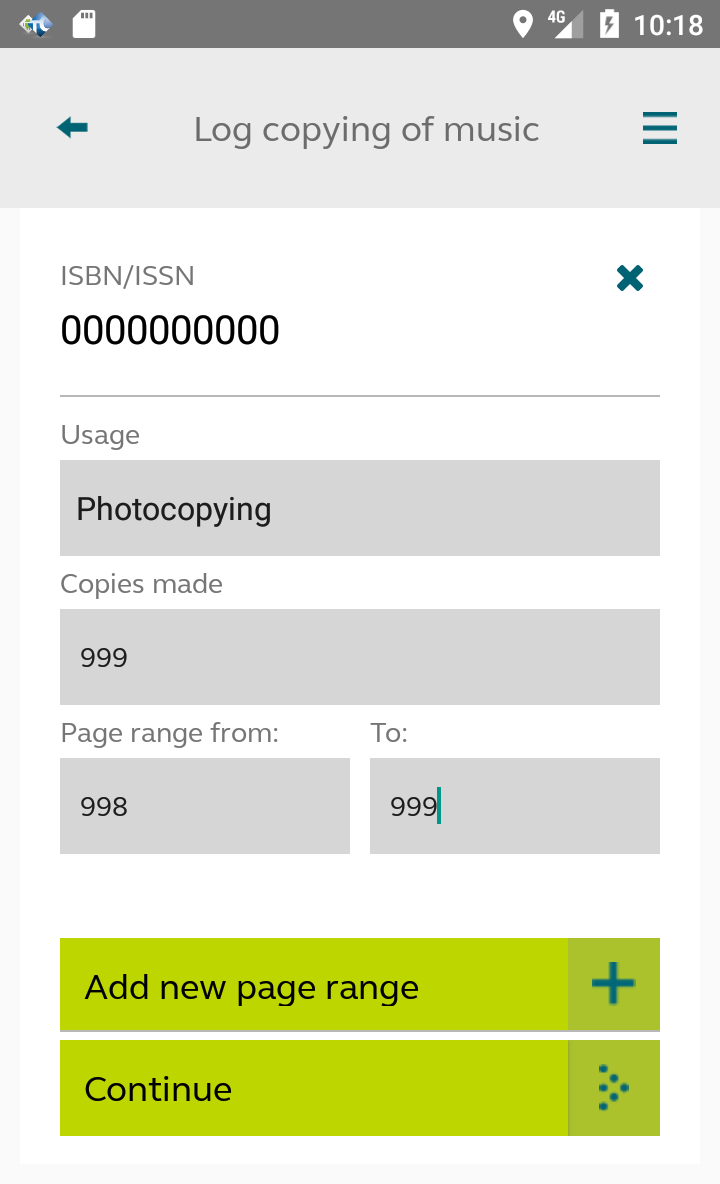 4G 10:18
Log copying of music
ISBN/ISSN
0000000000
Usage
Photocopying
Copies made
999
Page range from: To:
998 999
Add new page range
Continue